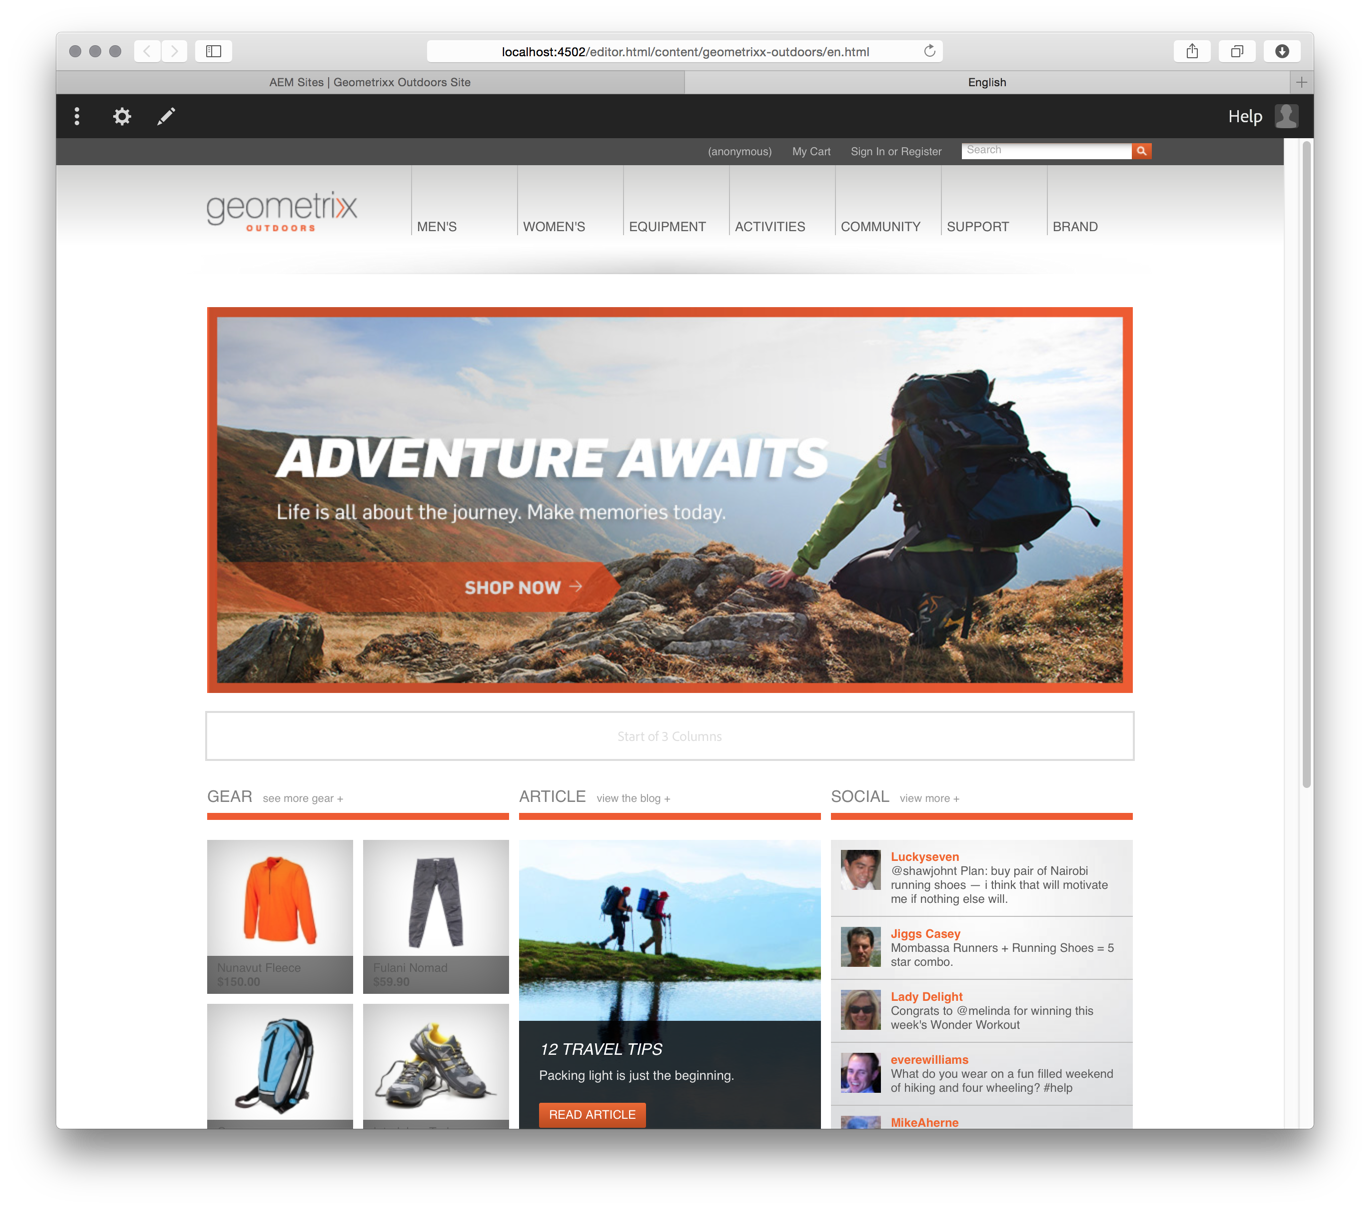 localhost:4502/editor.html/content/geometrixx-outdoors/en.html
AEM Sites | Geometrixx Outdoors Site
English
Help
(anonymous)
My Cart
Sign In or Register
Search
geometrixx
OUTDOORS
MEN'S
WOMEN'S
EQUIPMENT
ACTIVITIES
COMMUNITY
SUPPORT
BRAND
ADVENTURE AWAITS
Life is all about the journey. Make memories today.
SHOP NOW →
Start of 3 Columns
GEAR see more gear +
Nunavut Fleece
$150.00
Fulani Nomad
$59.90
ARTICLE view the blog +
12 TRAVEL TIPS
Packing light is just the beginning.
READ ARTICLE
SOCIAL view more +
Luckyseven
@shawjohnt Plan: buy pair of Nairobi
running shoes — i think that will motivate
me if nothing else will.
Jiggs Casey
Mombassa Runners + Running Shoes = 5
star combo.
Lady Delight
Congrats to @melinda for winning this
week's Wonder Workout
everewilliams
What do you wear on a fun filled weekend
of hiking and four wheeling? #help
MikeAherne